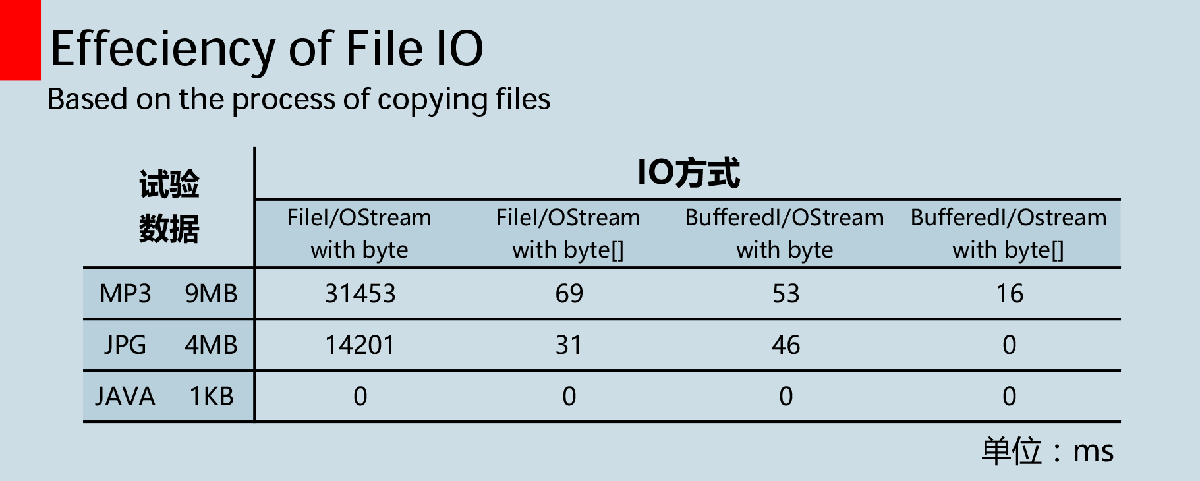 Effeciency of File IO
Based on the process of copying files
试验
数据
IO方式
FileI/OStream with byte
FileI/OStream with byte[]
BufferedI/OStream with byte
BufferedI/Ostream with byte[]
MP3 9MB 31453 69 53 16
JPG 4MB 14201 31 46 0
JAVA 1KB 0 0 0 0
单位：ms